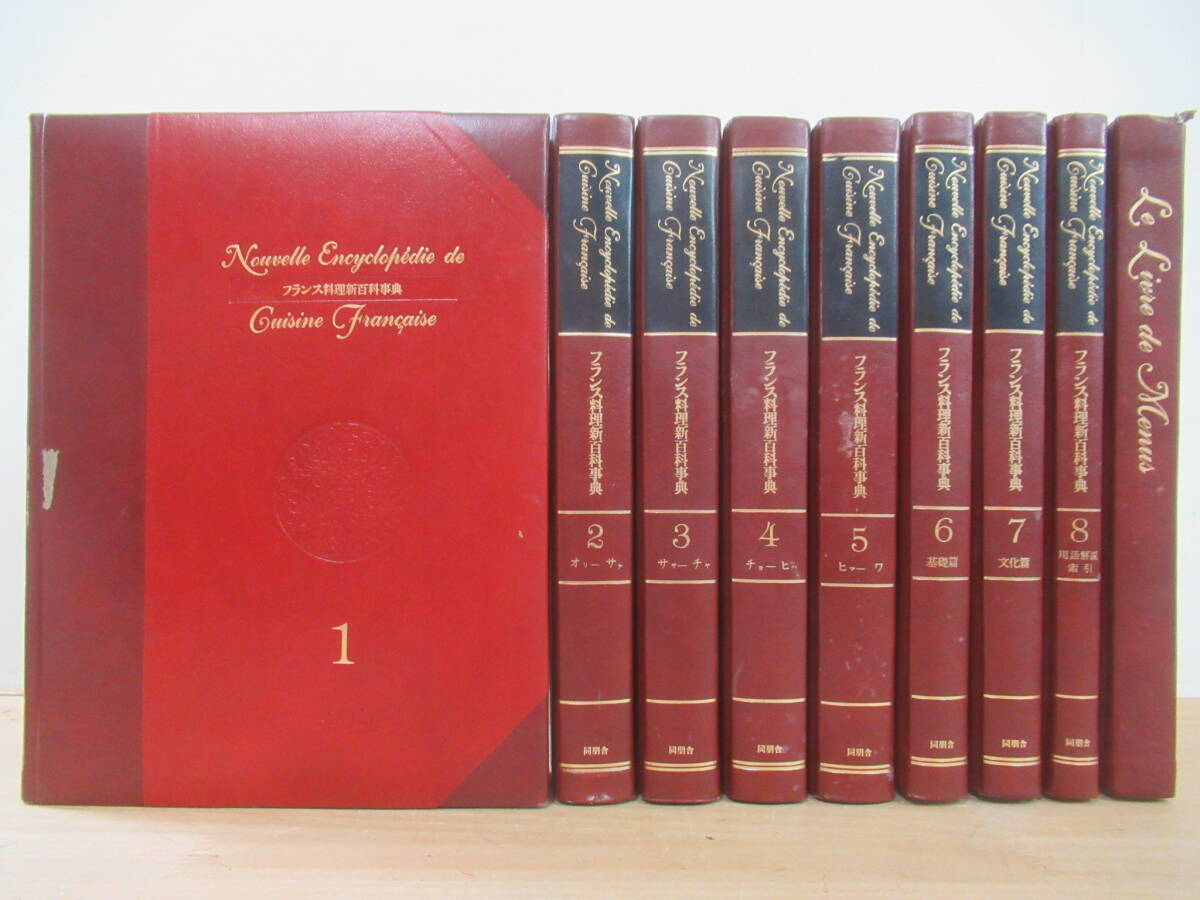 Nouvelle Encyclopédie de
フランス料理新百科事典
Cuisine Française
1
Nouvelle Encyclopédie de
Cuisine Française
フランス料理新百科事典
2
オリ―サァ
同朋舎
Nouvelle Encyclopédie de
Cuisine Française
フランス料理新百科事典
3
サャ―チャ
同朋舎
Nouvelle Encyclopédie de
Cuisine Française
フランス料理新百科事典
4
同朋舎
Nouvelle Encyclopédie de
Cuisine Française
フランス料理新百科事典
5
同朋舎
Nouvelle Encyclopédie de
Cuisine Française
フランス料理新百科事典
6
基礎篇
同朋舎
Nouvelle Encyclopédie de
Cuisine Française
フランス料理新百科事典
7
文化篇
同朋舎
Nouvelle Encyclopédie de
Cuisine Française
フランス料理新百科事典
8
用語解説
索引
同朋舎
Le Livre de Menus